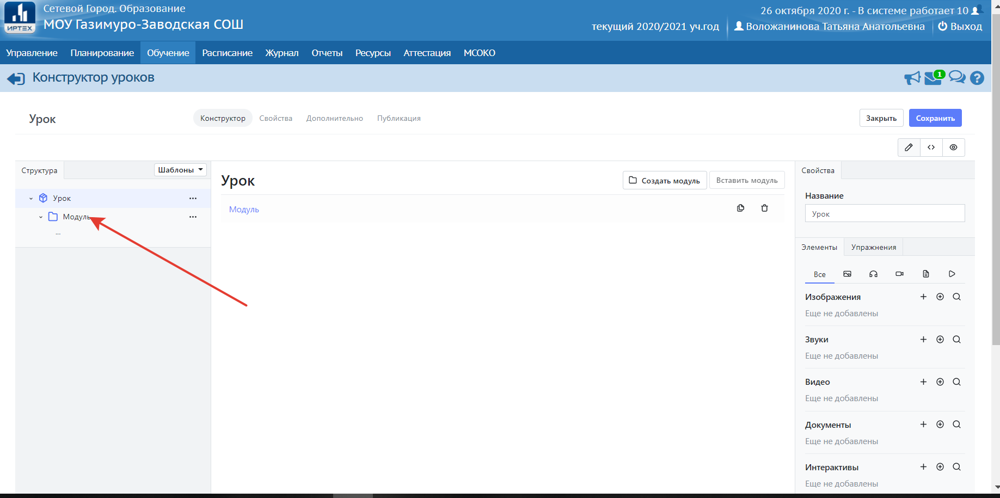 Сетевой Город. Образование
26 октября 2020 г. - В системе работает 10
ИРТЕХ
МОУ Газимуро-Заводская СОШ
текущий 2020/2021 уч.год Воложанинова Татьяна Анатольевна Выход
Управление Планирование Обучение Расписание Журнал Отчеты Ресурсы Аттестация МСОКО
Конструктор уроков
1
?
Урок
Конструктор Свойства Дополнительно Публикация
Закрыть Сохранить
Структура
Шаблоны
Урок
Модуль
...
Урок
Создать модуль Вставить модуль
Модуль
Свойства
Название
Урок
Элементы Упражнения
Все
Изображения
Еще не добавлены
Звуки
Еще не добавлены
Видео
Еще не добавлены
Документы
Еще не добавлены
Интерактивы
Еще не добавлены